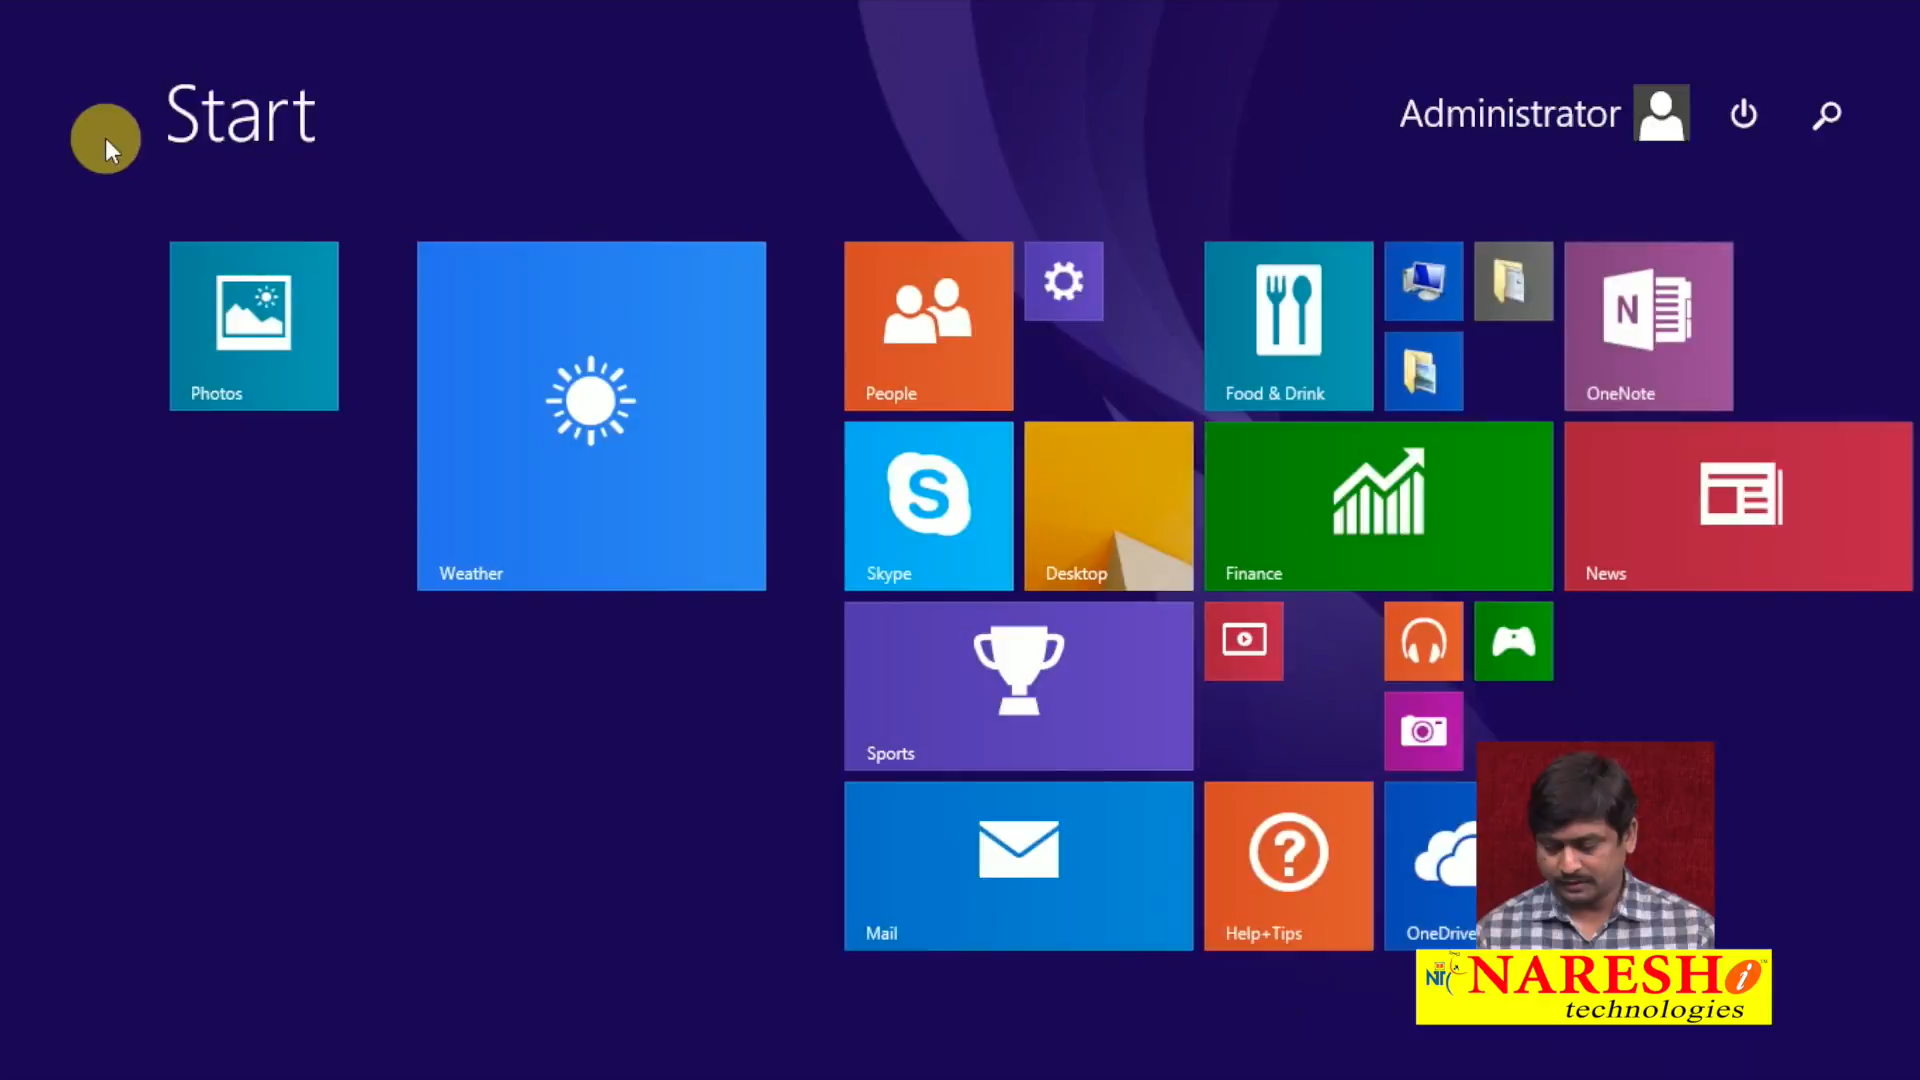 Start
Administrator
Photos
Weather
People
Food & Drink
OneNote
N
S
Skype
Desktop
Finance
News
Sports
Mail
Help+Tips
OneDrive
NARESH i
technologies